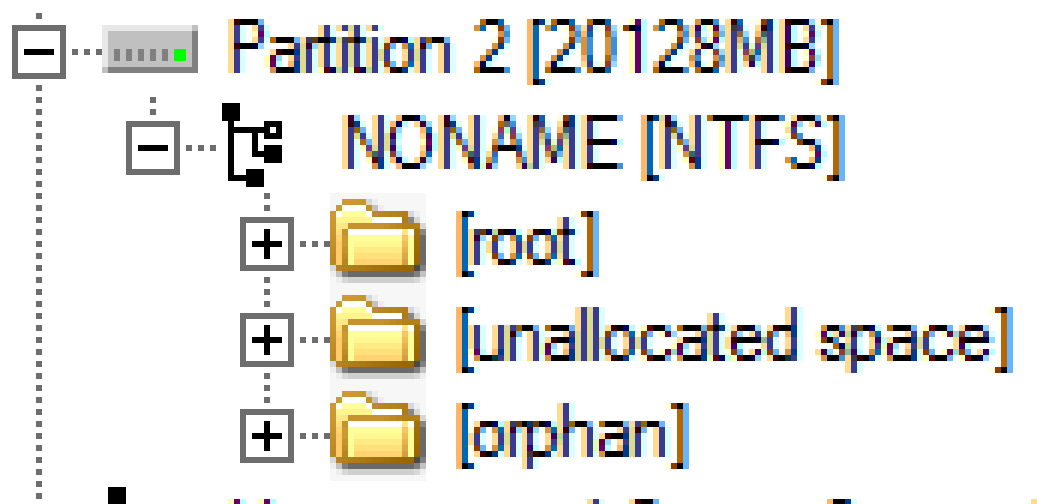 Partition 2 [20128MB]
NONAME [NTFS]
[root]
[unallocated space]
[orphan]